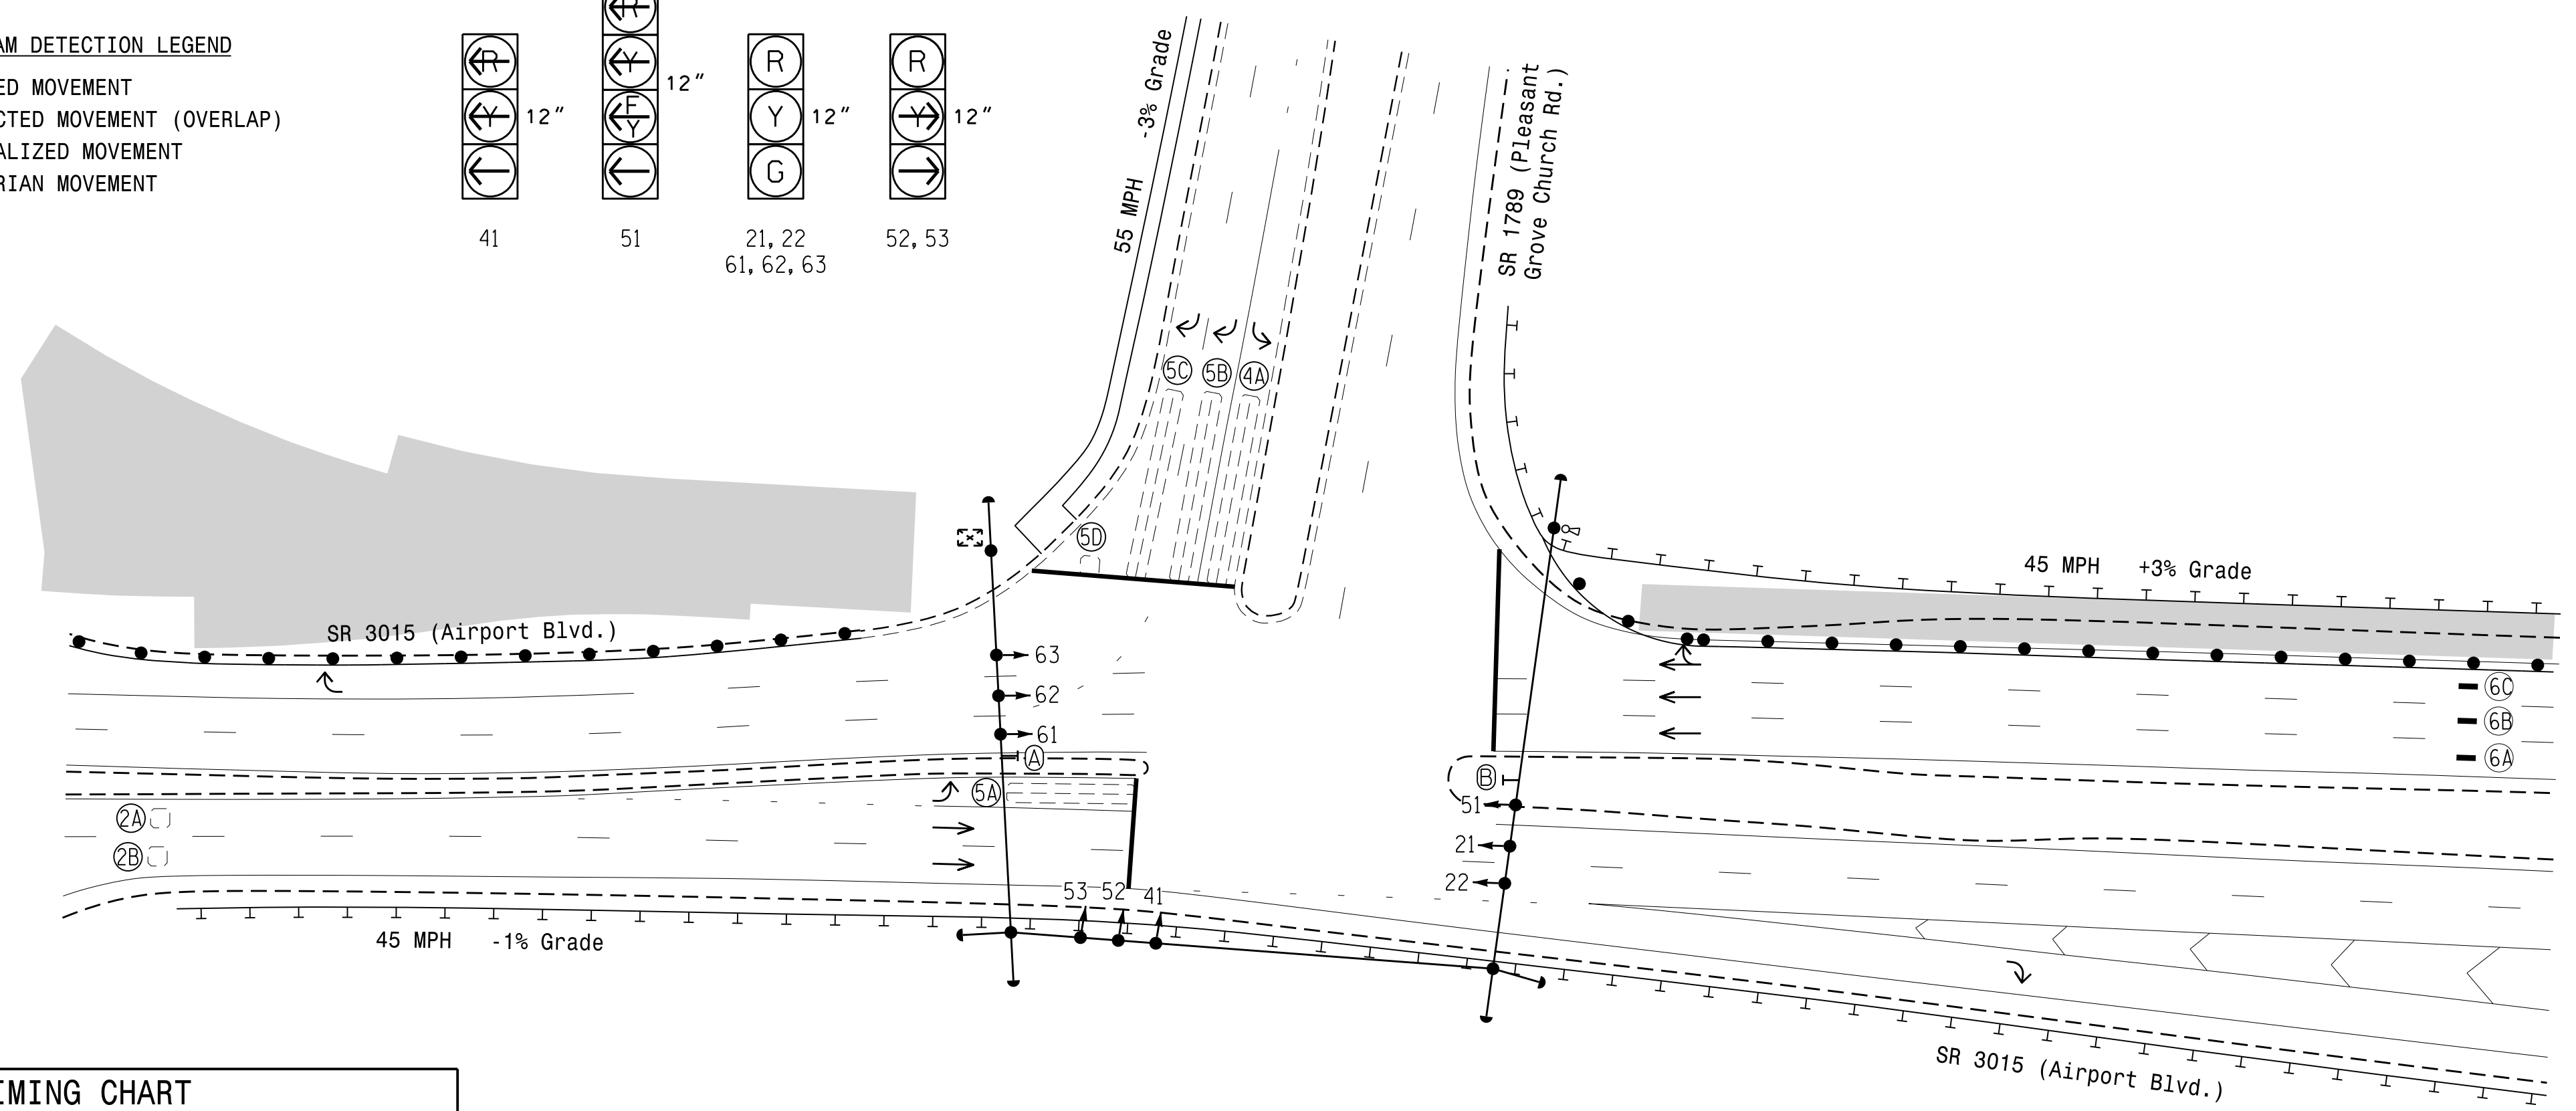 AM DETECTION LEGEND
ED MOVEMENT
CTED MOVEMENT (OVERLAP)
ALIZED MOVEMENT
RIAN MOVEMENT
R
Y
12"
41
R
Y
F
Y
12"
51
R
Y
G
12"
21, 22
61, 62, 63
R
Y
12"
52, 53
55 MPH -3% Grade
SR 1789 (Pleasant
Grove Church Rd.)
5C
5B
4A
5D
SR 3015 (Airport Blvd.)
45 MPH +3% Grade
63
62
61
A
5A
2A
2B
6C
6B
6A
B
51
21
22
53 52 41
45 MPH -1% Grade
SR 3015 (Airport Blvd.)
IMING CHART